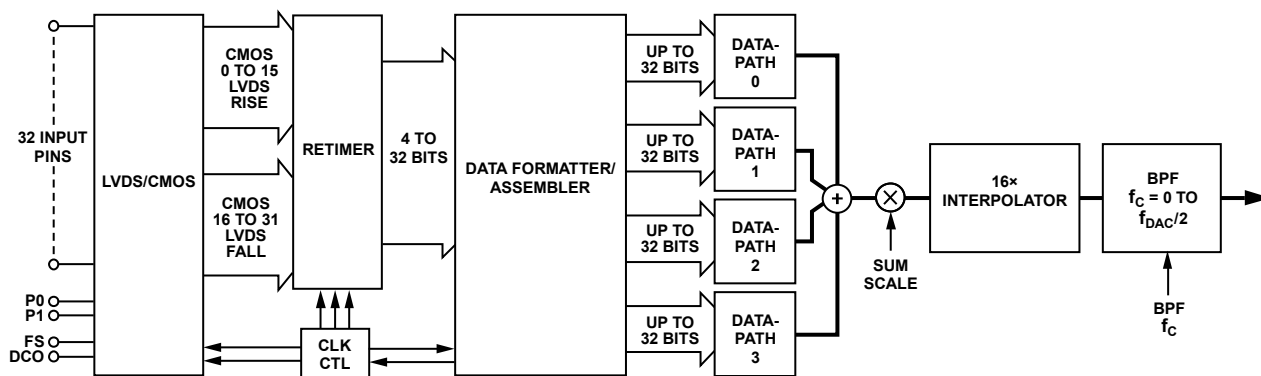 32 INPUT
PINS
P0
P1
FS
DCO
LVDS/CMOS
CMOS
0 TO 15
LVDS
RISE
CMOS
16 TO 31
LVDS
FALL
RETIMER
CLK
CTL
4 TO
32 BITS
DATA FORMATTER/
ASSEMBLER
UP TO
32 BITS
DATA-
PATH
0
UP TO
32 BITS
DATA-
PATH
1
UP TO
32 BITS
DATA-
PATH
2
UP TO
32 BITS
DATA-
PATH
3
+
×
SUM
SCALE
16×
INTERPOLATOR
BPF
fC = 0 TO
fDAC/2
BPF
fC